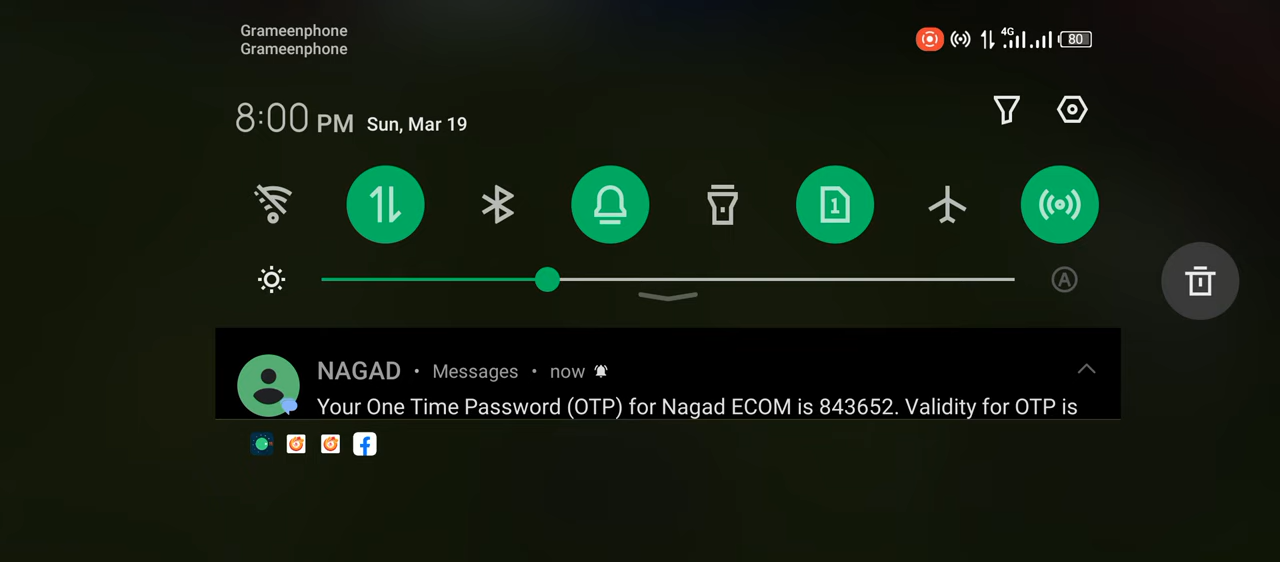 Grameenphone
Grameenphone
4G
80
8:00 PM Sun, Mar 19
1
A
NAGAD • Messages • now
Your One Time Password (OTP) for Nagad ECOM is 843652. Validity for OTP is